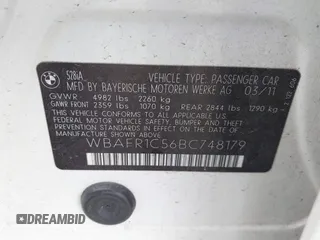 BMW
528iA VEHICLE TYPE: PASSENGER CAR
MFD BY BAYERISCHE MOTOREN WERKE AG 03/11
GVWR 4982 lbs 2260 kg
GAWR FRONT 2359 lbs 1070 kg REAR 2844 lbs 1290 kg
THIS VEHICLE CONFORMS TO ALL APPLICABLE
FEDERAL MOTOR VEHICLE SAFETY, BUMPER, AND
THEFT PREVENTION STANDARDS IN EFFECT ON THE DATE
OF MANUFACTURE SHOWN ABOVE.
WBAFR1C56BC748179
DREAMBID